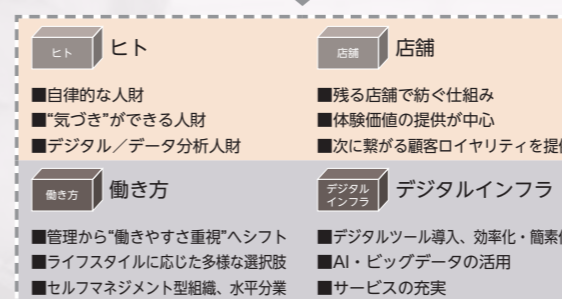 ヒト ヒト
■自律的な人財
■“気づき”ができる人財
■デジタル／データ分析人財
店舗 店舗
■残る店舗で紡ぐ仕組み
■体験価値の提供が中心
■次に繋がる顧客ロイヤリティを提
働き方 働き方
■管理から“働きやすさ重視”へシフト
■ライフスタイルに応じた多様な選択肢
■セルフマネジメント型組織、水平分業
デジタル
インフラ デジタルインフラ
■デジタルツール導入、効率化・簡素
■AI・ビッグデータの活用
■サービスの充実